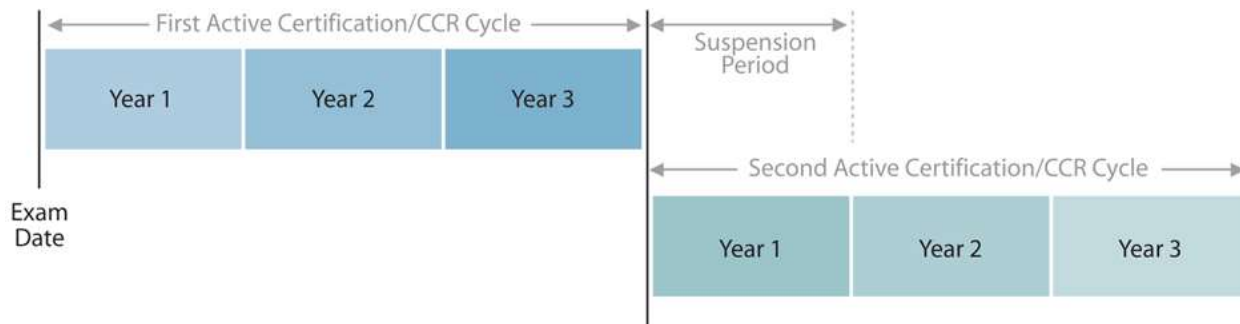 First Active Certification/CCR Cycle
Suspension
Period
Year 1
Year 2
Year 3
Second Active Certification/CCR Cycle
Exam
Date
Year 1
Year 2
Year 3